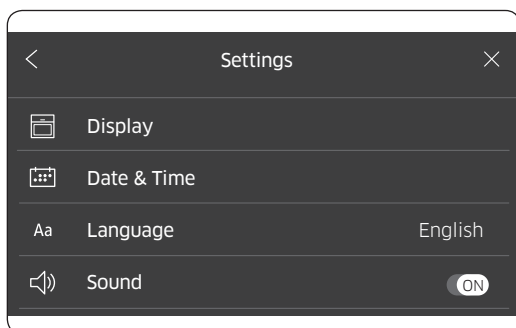 Settings
Display
Date & Time
Aa Language English
Sound ON